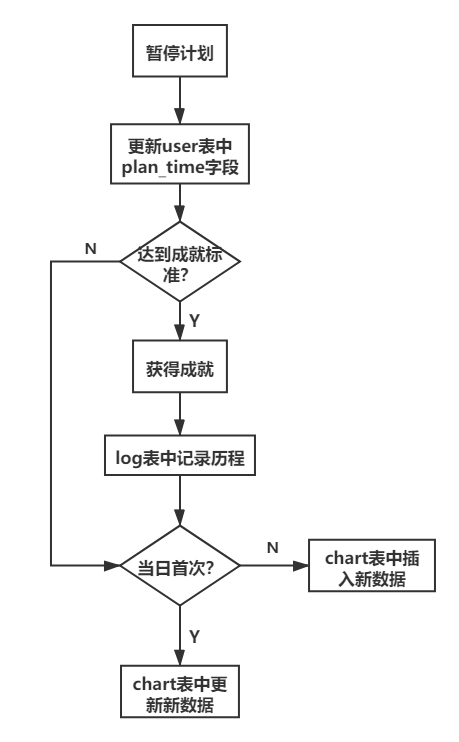 暂停计划
更新user表中
plan_time字段
达到成就标
准?
N
Y
获得成就
log表中记录历程
当日首次?
N
chart表中插
入新数据
Y
chart表中更
新新数据